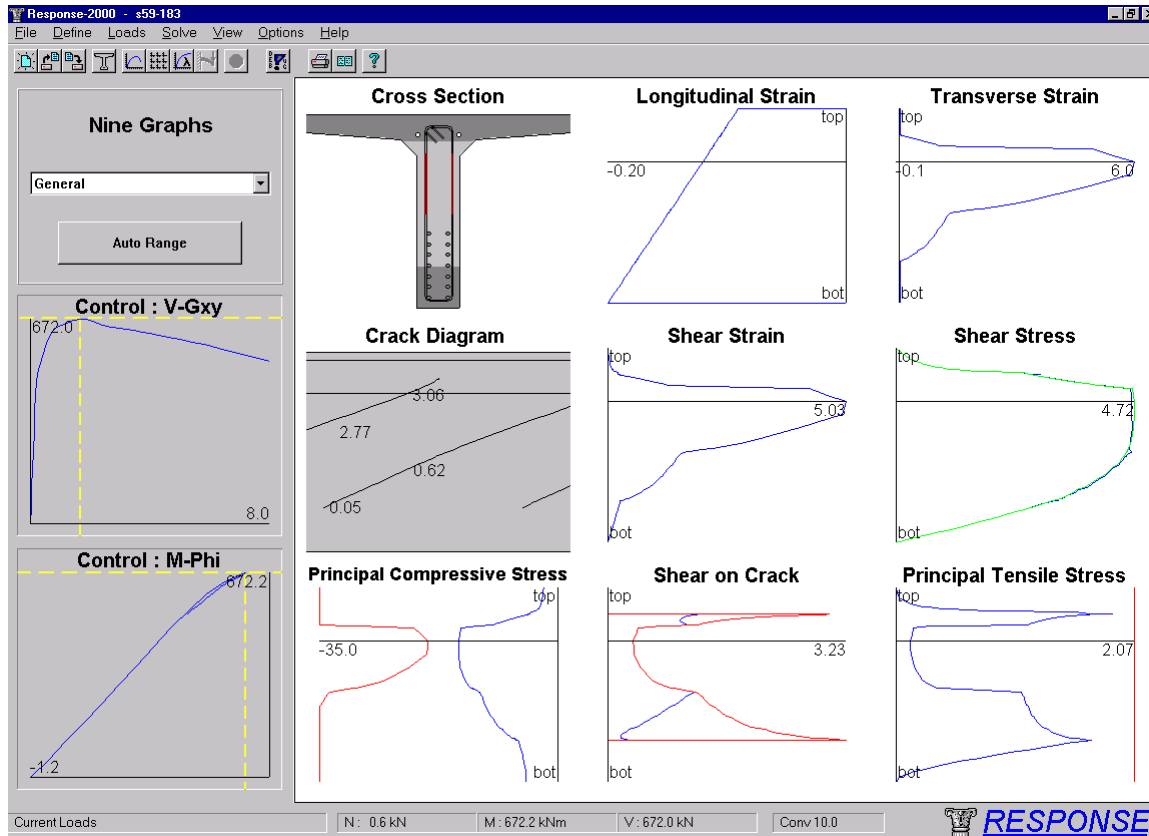 Response-2000 - s59-183
File Define Loads Solve View Options Help
Nine Graphs
General
Auto Range
Control : V-Gxy
672.0
8.0
Control : M-Phi
672.2
-1.2
Cross Section
Longitudinal Strain
top
-0.20
bot
Transverse Strain
top
-0.1
6.0
bot
Crack Diagram
3.06
2.77
0.62
0.05
Shear Strain
top
5.03
bot
Shear Stress
top
4.72
bot
Principal Compressive Stress
top
-35.0
bot
Shear on Crack
top
3.23
bot
Principal Tensile Stress
top
2.07
bot
Current Loads
N : 0.6 kN
M : 672.2 kNm
V : 672.0 kN
Conv 10.0
RESPONSE